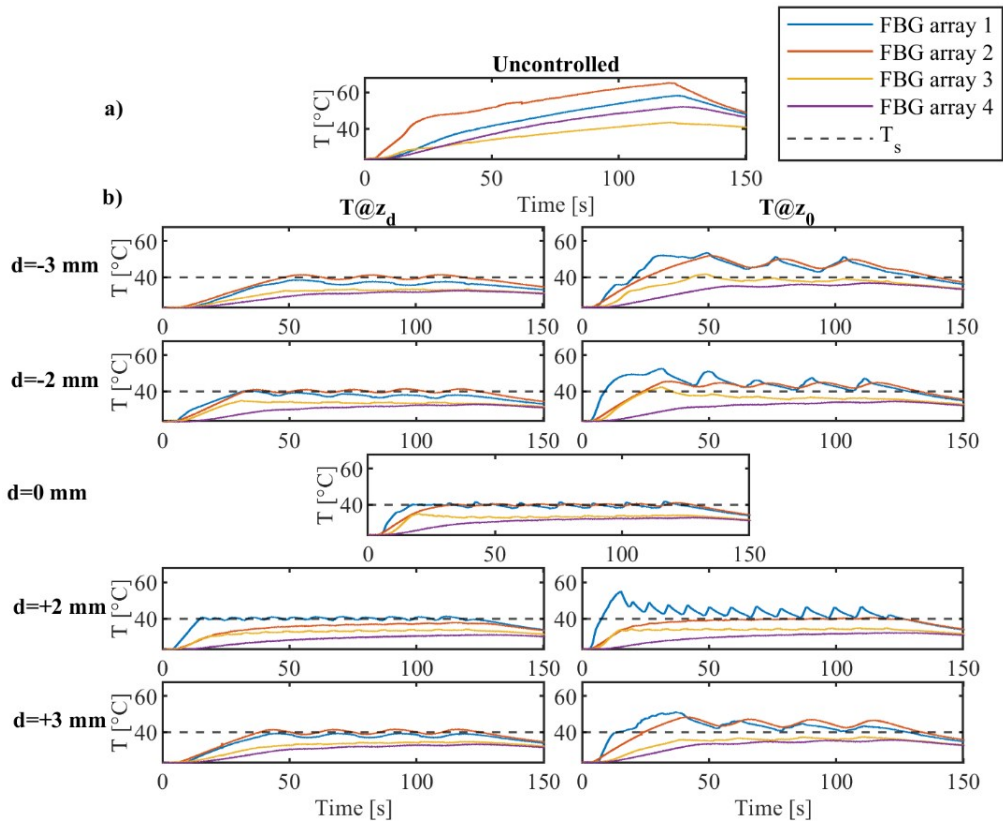 FBG array 1
FBG array 2
FBG array 3
FBG array 4
T_s
Uncontrolled
a)
T [°C]
60
40
0 50 100 150
Time [s]
b)
T@z_d T@z_0
d=-3 mm
T [°C] 60 40
0 50 100 150 0 50 100 150
T [°C] 60 40
d=-2 mm
T [°C] 60 40
0 50 100 150 0 50 100 150
T [°C] 60 40
d=0 mm
T [°C] 60 40
0 50 100 150
d=+2 mm
T [°C] 60 40
0 50 100 150 0 50 100 150
T [°C] 60 40
d=+3 mm
T [°C] 60 40
0 50 100 150 0 50 100 150
T [°C] 60 40
Time [s] Time [s]